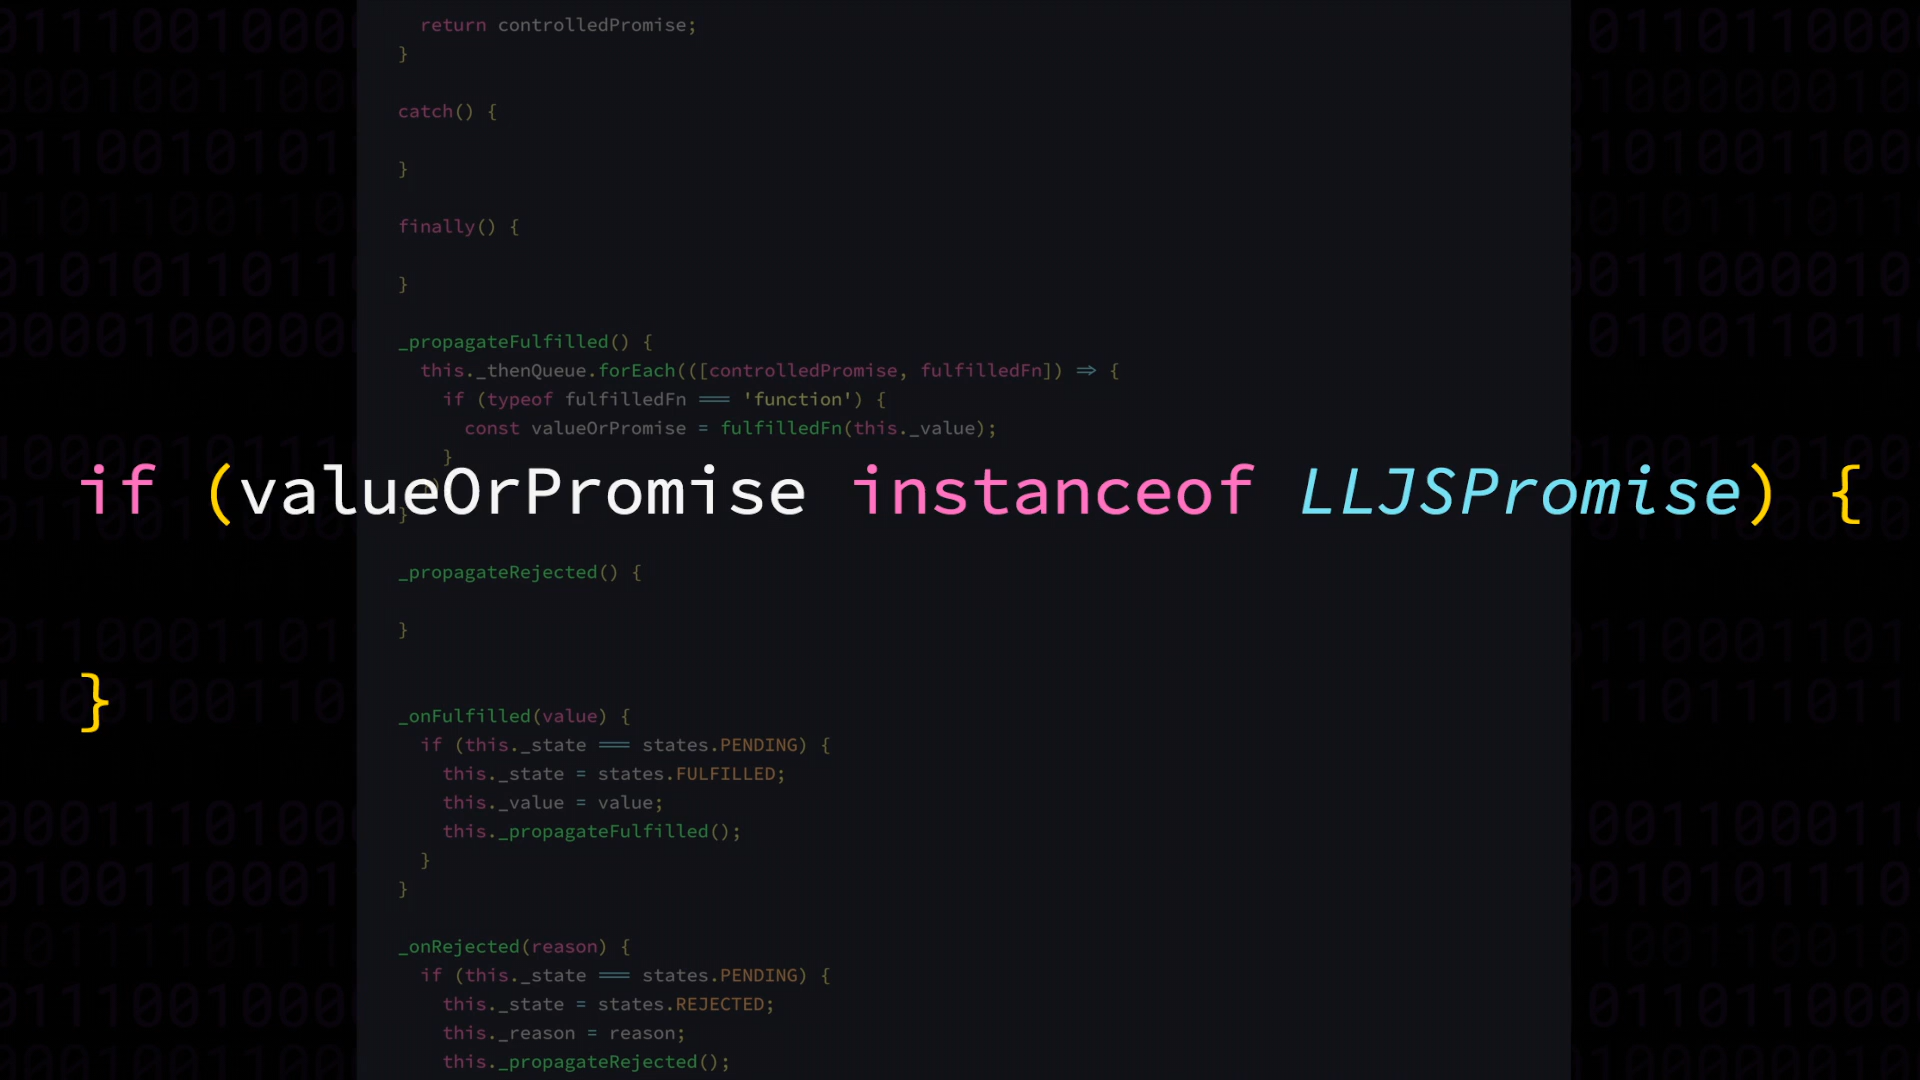 return controlledPromise;
}
catch() {
}
finally() {
}
_propagateFulfilled() {
this._thenQueue.forEach(([controlledPromise, fulfilledFn]) => {
if (typeof fulfilledFn === 'function') {
const valueOrPromise = fulfilledFn(this._value);
}
if (valueOrPromise instanceof LLJSPromise) {
}
_propagateRejected() {
}
}
_onFulfilled(value) {
if (this._state === states.PENDING) {
this._state = states.FULFILLED;
this._value = value;
this._propagateFulfilled();
}
}
_onRejected(reason) {
if (this._state === states.PENDING) {
this._state = states.REJECTED;
this._reason = reason;
this._propagateRejected();